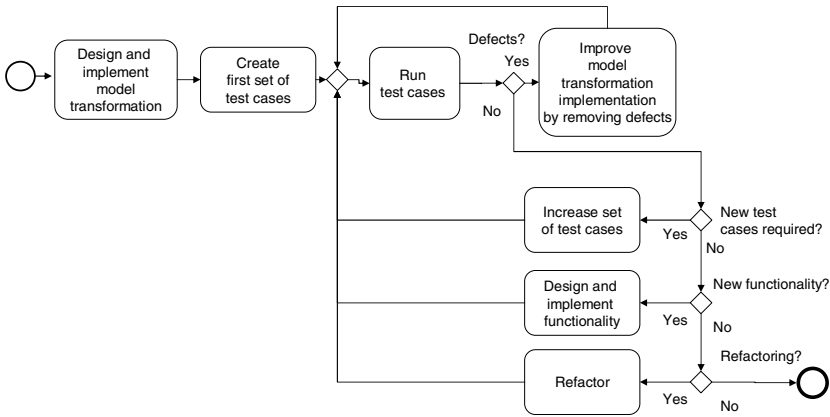 Design and
implement
model
transformation
Create
first set of
test cases
Run
test cases
Defects?
Yes
No
Improve
model
transformation
implementation
by removing defects
Increase set
of test cases
Yes
New test
cases required?
No
Design and
implement
functionality
Yes
New functionality?
No
Refactor
Yes
Refactoring?
No